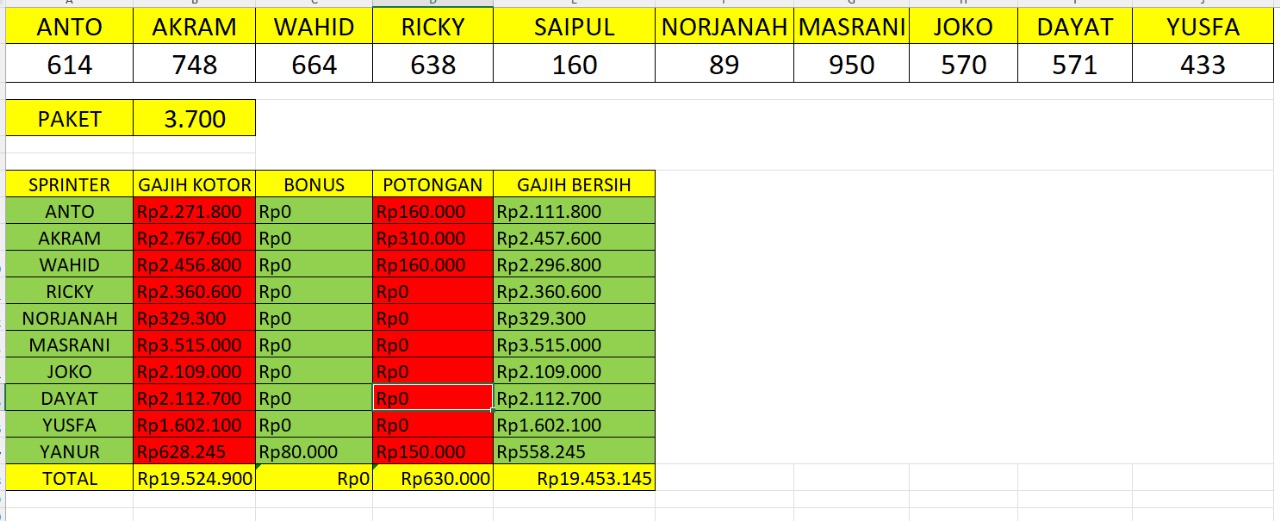 ANTO AKRAM WAHID RICKY SAIPUL NORJANAH MASRANI JOKO DAYAT YUSFA
614 748 664 638 160 89 950 570 571 433
PAKET 3.700
SPRINTER GAJIH KOTOR BONUS POTONGAN GAJIH BERSIH
ANTO Rp2.271.800 Rp0 Rp160.000 Rp2.111.800
AKRAM Rp2.767.600 Rp0 Rp310.000 Rp2.457.600
WAHID Rp2.456.800 Rp0 Rp160.000 Rp2.296.800
RICKY Rp2.360.600 Rp0 Rp0 Rp2.360.600
NORJANAH Rp329.300 Rp0 Rp0 Rp329.300
MASRANI Rp3.515.000 Rp0 Rp0 Rp3.515.000
JOKO Rp2.109.000 Rp0 Rp0 Rp2.109.000
DAYAT Rp2.112.700 Rp0 Rp0 Rp2.112.700
YUSFA Rp1.602.100 Rp0 Rp0 Rp1.602.100
YANUR Rp628.245 Rp80.000 Rp150.000 Rp558.245
TOTAL Rp19.524.900 Rp0 Rp630.000 Rp19.453.145